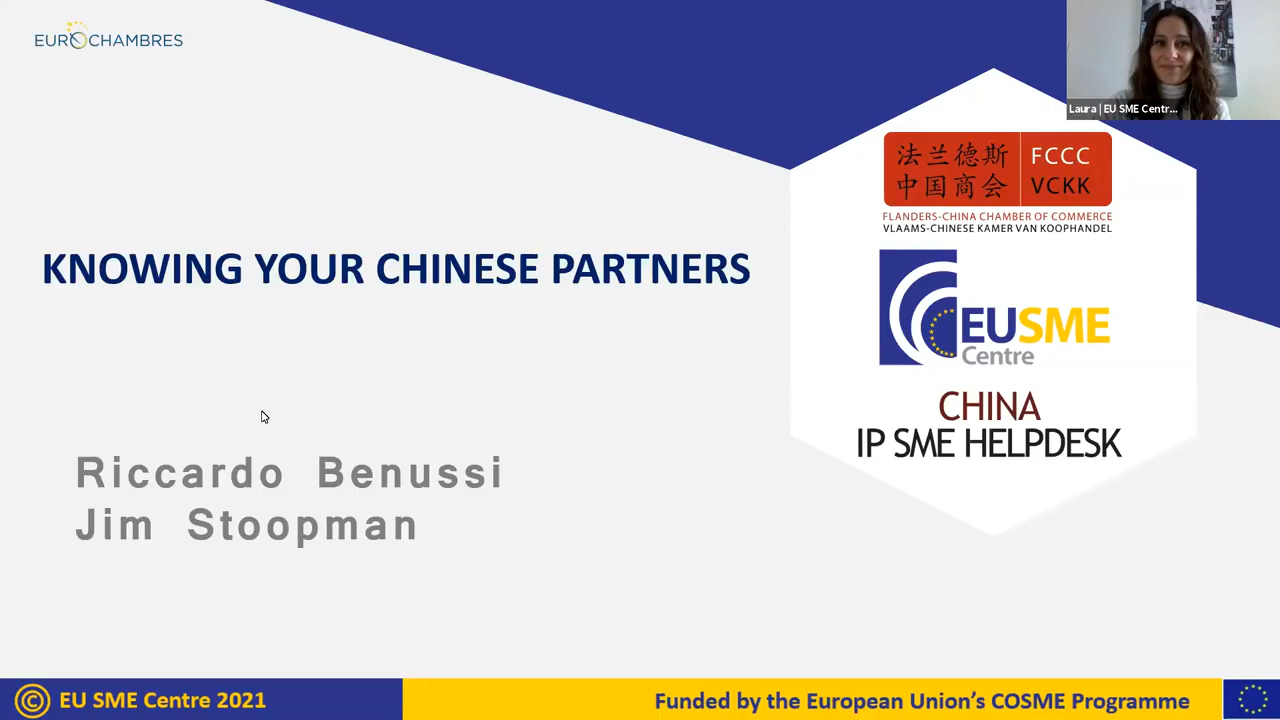 EUROCHAMBRES
Laura | EU SME Centr...
法兰德斯
中国商会
FCCC
VCKK
FLANDERS-CHINA CHAMBER OF COMMERCE
VLAAMS-CHINESE KAMER VAN KOOPHANDEL
KNOWING YOUR CHINESE PARTNERS
EUSME
Centre
CHINA
IP SME HELPDESK
Riccardo Benussi
Jim Stoopman
© EU SME Centre 2021
Funded by the European Union's COSME Programme